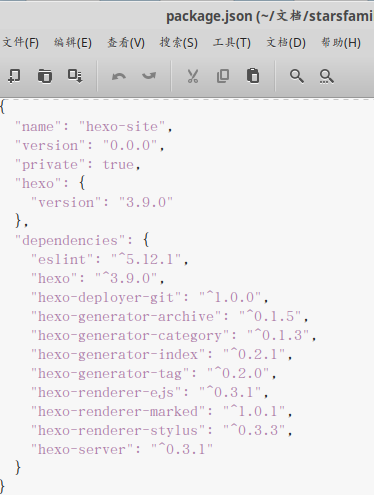 package.json (~/文档/starsfami
文件(F) 编辑(E) 查看(V) 搜索(S) 工具(T) 文档(D) 帮助(H)
{
  "name": "hexo-site",
  "version": "0.0.0",
  "private": true,
  "hexo": {
    "version": "3.9.0"
  },
  "dependencies": {
    "eslint": "^5.12.1",
    "hexo": "^3.9.0",
    "hexo-deployer-git": "^1.0.0",
    "hexo-generator-archive": "^0.1.5",
    "hexo-generator-category": "^0.1.3",
    "hexo-generator-index": "^0.2.1",
    "hexo-generator-tag": "^0.2.0",
    "hexo-renderer-ejs": "^0.3.1",
    "hexo-renderer-marked": "^1.0.1",
    "hexo-renderer-stylus": "^0.3.3",
    "hexo-server": "^0.3.1"
  }
}